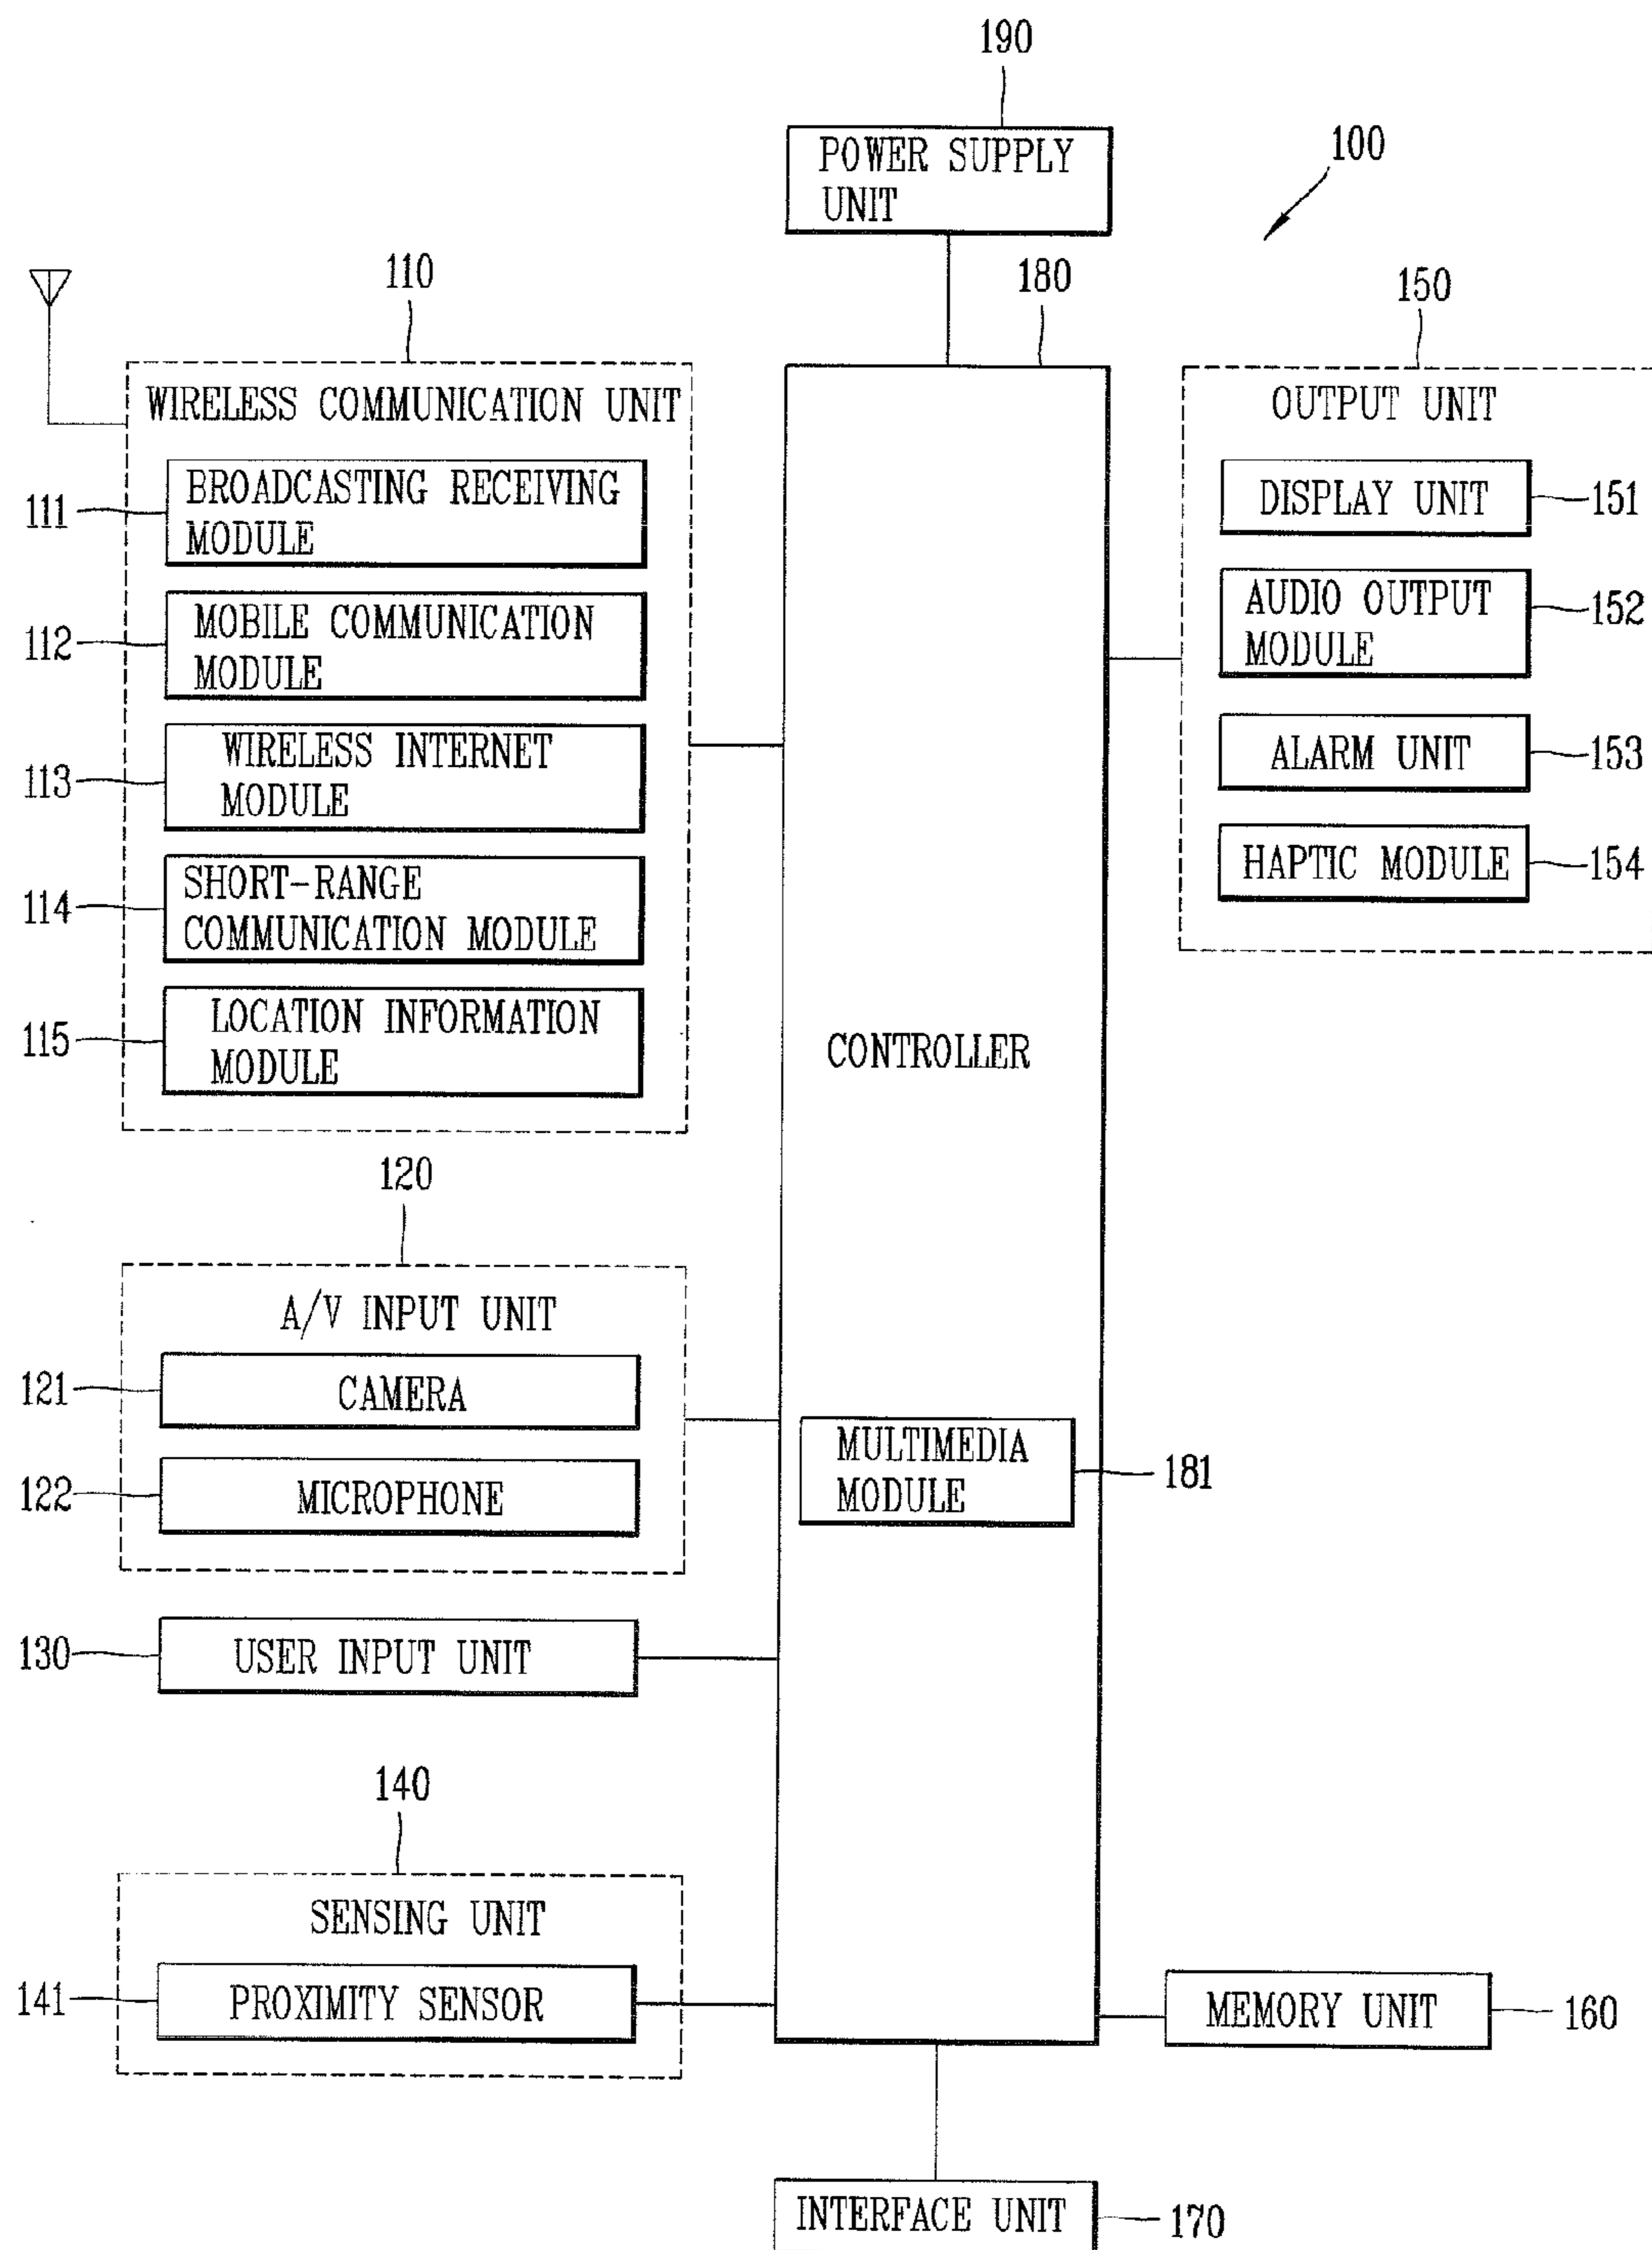 190
POWER SUPPLY
UNIT
100
110
180
150
WIRELESS COMMUNICATION UNIT
111
BROADCASTING RECEIVING
MODULE
112
MOBILE COMMUNICATION
MODULE
113
WIRELESS INTERNET
MODULE
114
SHORT-RANGE
COMMUNICATION MODULE
115
LOCATION INFORMATION
MODULE
OUTPUT UNIT
DISPLAY UNIT
151
AUDIO OUTPUT
MODULE
152
ALARM UNIT
153
HAPTIC MODULE
154
CONTROLLER
120
A/V INPUT UNIT
121
CAMERA
122
MICROPHONE
MULTIMEDIA
MODULE
181
130
USER INPUT UNIT
140
SENSING UNIT
141
PROXIMITY SENSOR
MEMORY UNIT
160
INTERFACE UNIT
170